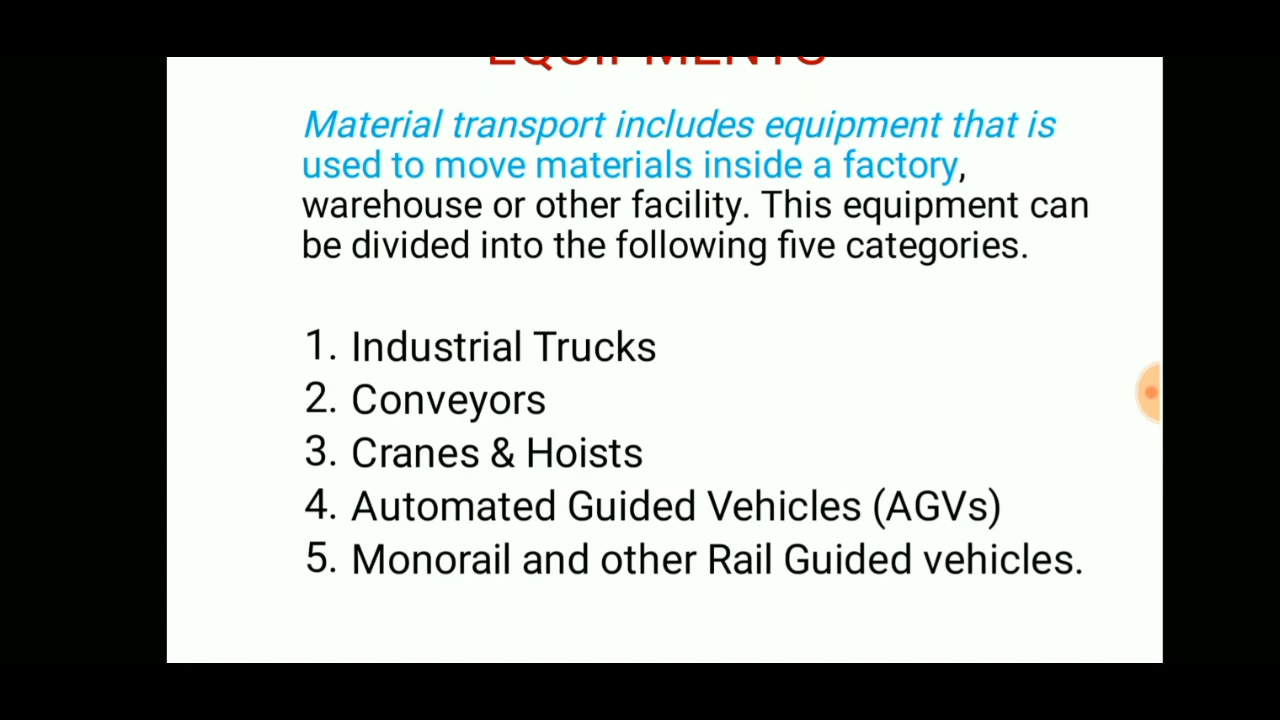 EQUIPMENTS
Material transport includes equipment that is
used to move materials inside a factory,
warehouse or other facility. This equipment can
be divided into the following five categories.
1. Industrial Trucks
2. Conveyors
3. Cranes & Hoists
4. Automated Guided Vehicles (AGVs)
5. Monorail and other Rail Guided vehicles.